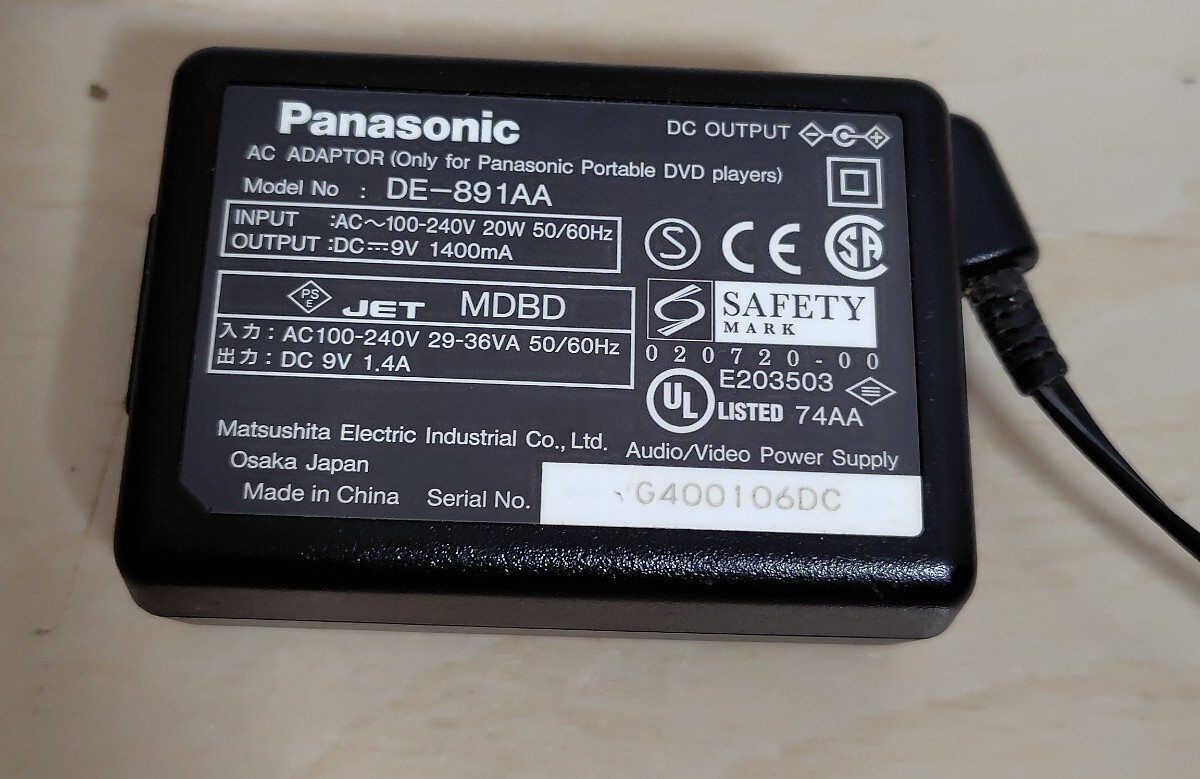 Panasonic
DC OUTPUT
AC ADAPTOR (Only for Panasonic Portable DVD players)
Model No : DE-891AA
INPUT :AC～100-240V 20W 50/60Hz
OUTPUT :DC⎓9V 1400mA
S CE SA
PS E JET MDBD
入力 : AC100-240V 29-36VA 50/60Hz
出力 : DC 9V 1.4A
SAFETY
MARK
020720-00
UL E203503
LISTED 74AA
Matsushita Electric Industrial Co., Ltd.
Audio/Video Power Supply
Osaka Japan
Made in China Serial No. G400106DC